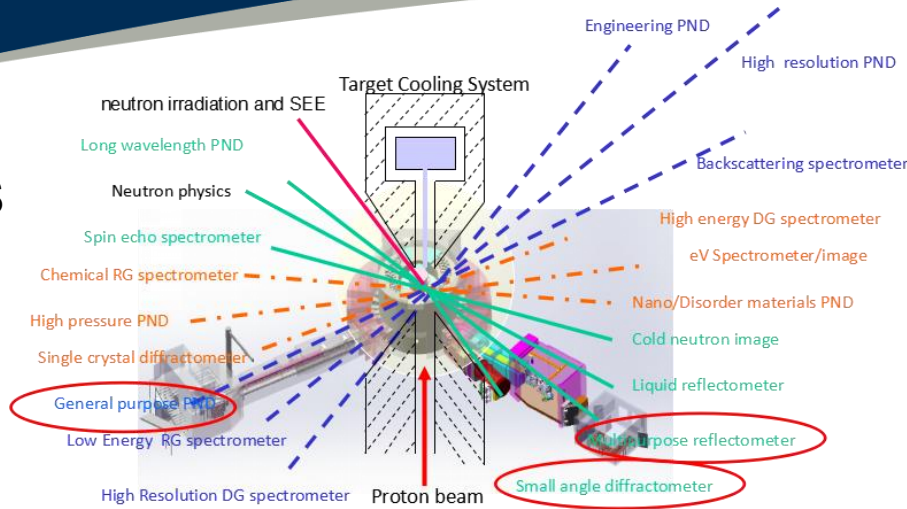 S
Engineering PND
High resolution PND
Target Cooling System
neutron irradiation and SEE
Long wavelength PND
Backscattering spectrometer
Neutron physics
High energy DG spectrometer
Spin echo spectrometer
eV Spectrometer/image
Chemical RG spectrometer
Nano/Disorder materials PND
High pressure PND
Cold neutron image
Single crystal diffractometer
Liquid reflectometer
General purpose PND
Low Energy RG spectrometer
Multipurpose reflectometer
Small angle diffractometer
High Resolution DG spectrometer
Proton beam